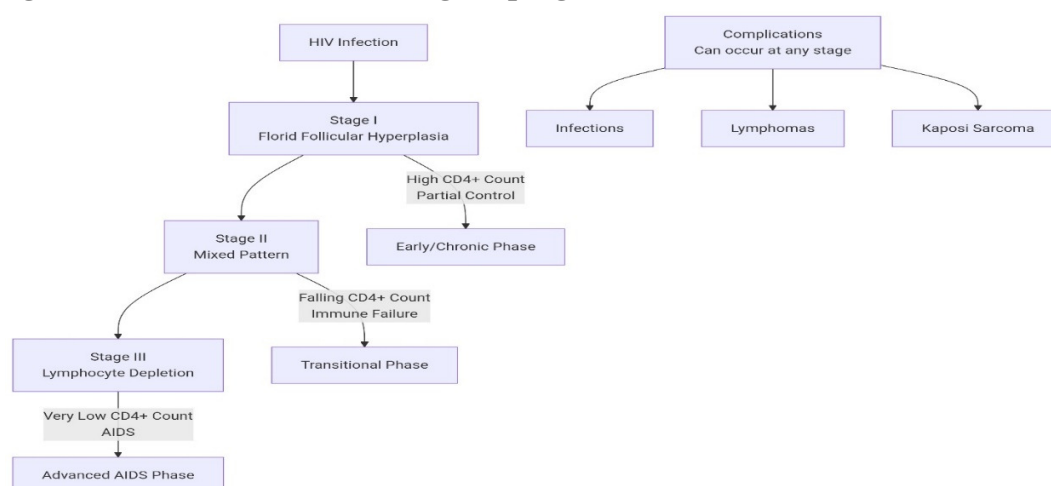 HIV Infection
Stage I
Florid Follicular Hyperplasia
High CD4+ Count
Partial Control
Stage II
Mixed Pattern
Early/Chronic Phase
Falling CD4+ Count
Immune Failure
Stage III
Lymphocyte Depletion
Transitional Phase
Very Low CD4+ Count
AIDS
Advanced AIDS Phase
Complications
Can occur at any stage
Infections
Lymphomas
Kaposi Sarcoma